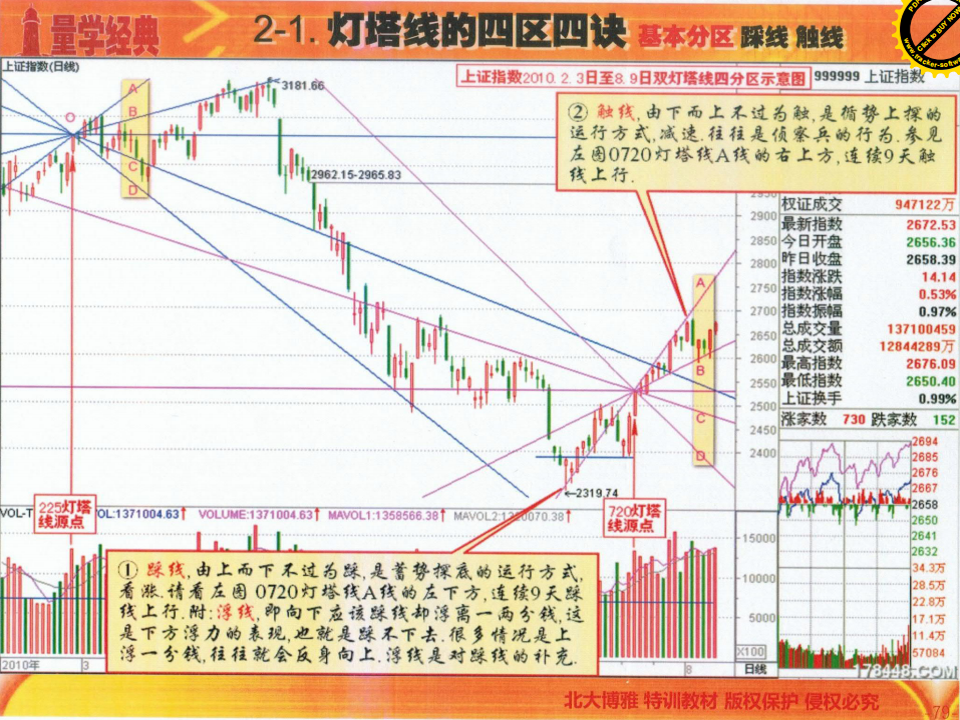 量学经典
2-1. 灯塔线的四区四诀 基本分区 踩线 触线
Click to BUY NOW!
www.tracker-software
上证指数(日线)
上证指数2010.2.3日至8.9日双灯塔线四分区示意图
999999 上证指数
A
B
O
C
D
3181.66
2962.15-2965.83
② 触线,由下而上不过为触,是循势上探的
运行方式,减速.往往是侦察兵的行为.参见
左图0720灯塔线A线的右上方,连续9天触
线上行.
2950
2900
2850
2800
2750
2700
2650
2600
2550
2500
2450
2400
权证成交 947122万
最新指数 2672.53
今日开盘 2656.36
昨日收盘 2658.39
指数涨跌 14.14
指数涨幅 0.53%
指数振幅 0.97%
总成交量 137100459
总成交额 12844289万
最高指数 2676.09
最低指数 2650.40
上证换手 0.99%
涨家数 730 跌家数 152
A
B
C
D
←2319.74
225灯塔
线源点
720灯塔
线源点
VOL-T
VOL:1371004.63↑ VOLUME:1371004.63↑ MAVOL1:1358566.38↑
15000
10000
5000
X100
① 踩线,由上而下不过为踩,是蓄势探底的运行方式,
看涨.请看左图 0720灯塔线A线的左下方,连续9天踩
线上行.附:浮线,即向下应该踩线却浮离一两分钱,这
是下方浮力的表现,也就是踩不下去.很多情况是上
浮一分钱,往往就会反身向上.浮线是对踩线的补充.
2694
2685
2676
2667
2658
2650
2641
2632
34.3万
28.5万
22.8万
17.1万
11.4万
57084
2010年
3
8
日线
178448.COM
北大博雅 特训教材 版权保护 侵权必究
-79-